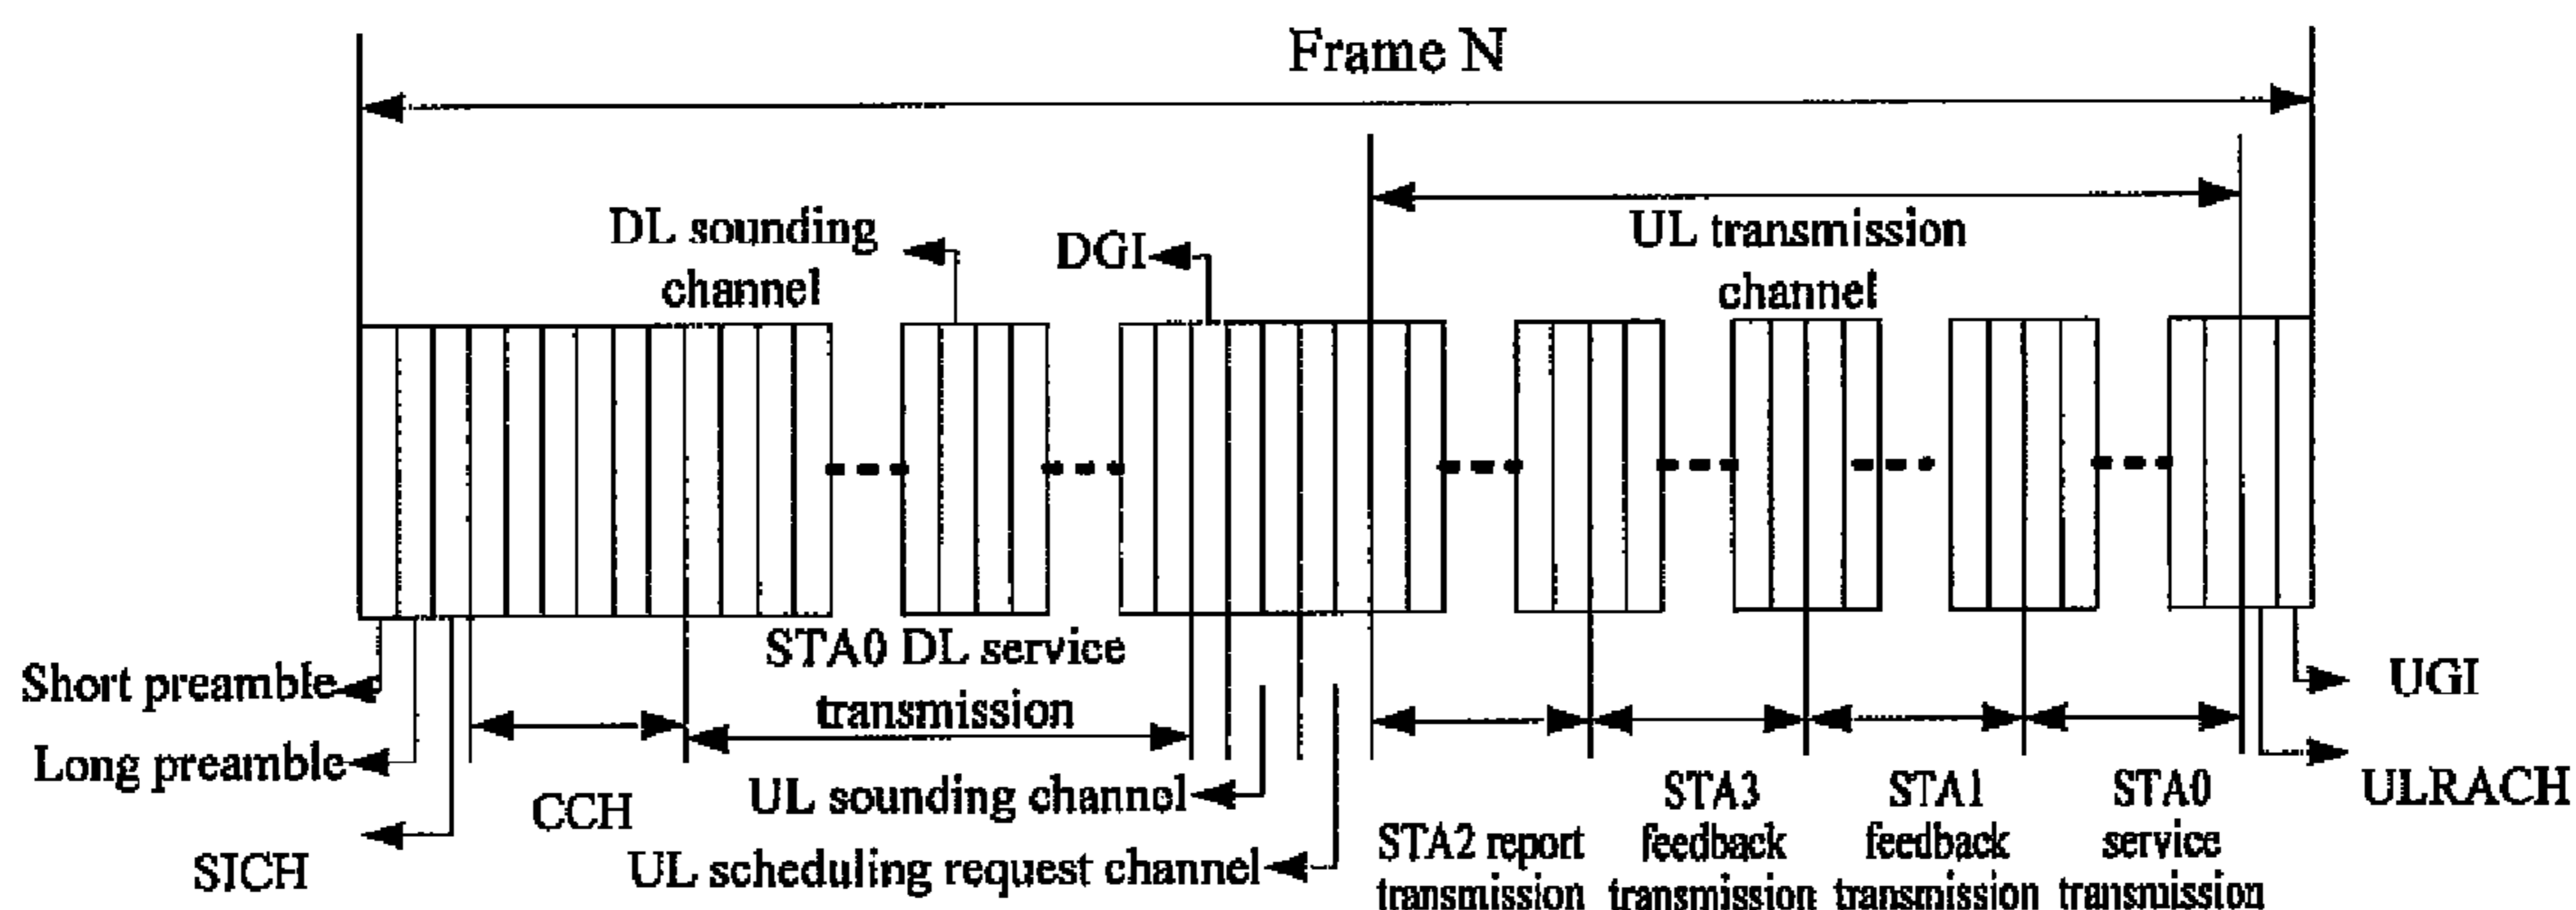 Frame N
DL sounding
channel
DGI
UL transmission
channel
Short preamble
Long preamble
SICH
CCH
STA0 DL service
transmission
UL sounding channel
UL scheduling request channel
STA2 report
transmission
STA3
feedback
transmission
STA1
feedback
transmission
STA0
service
transmission
UGI
ULRACH